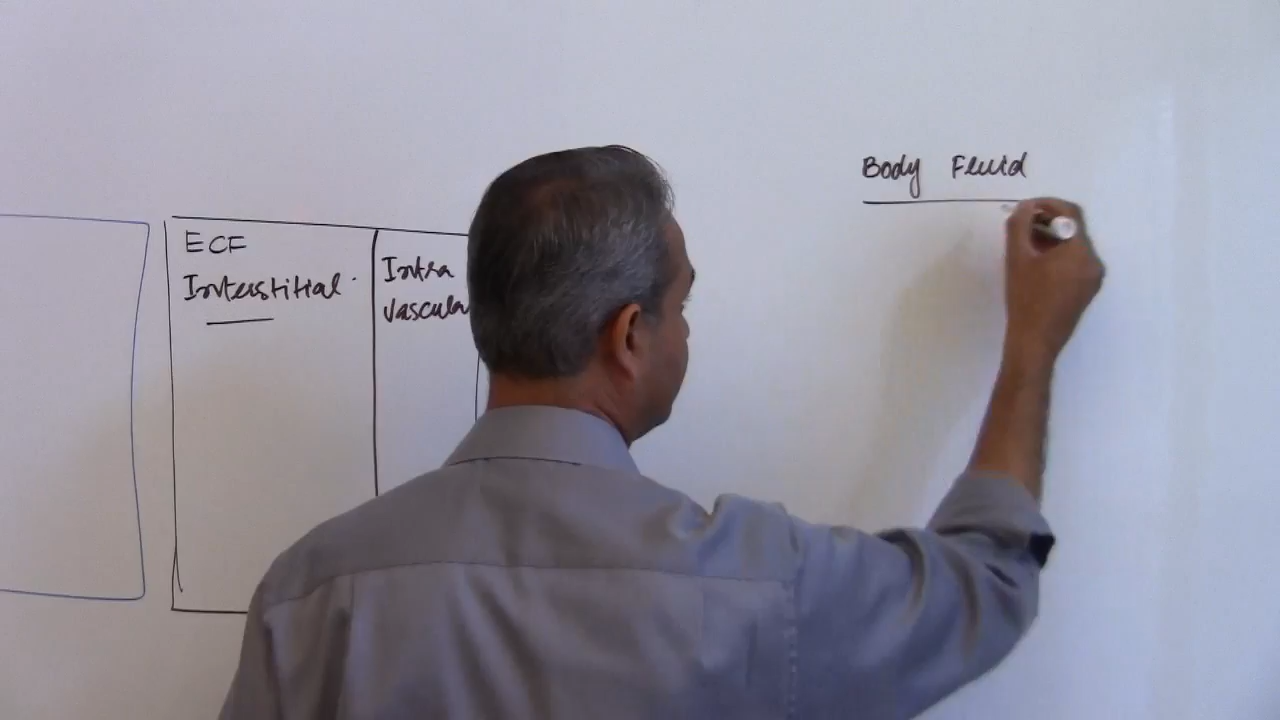 Body Fluid
ECF
Interstitial
Intra
vascula